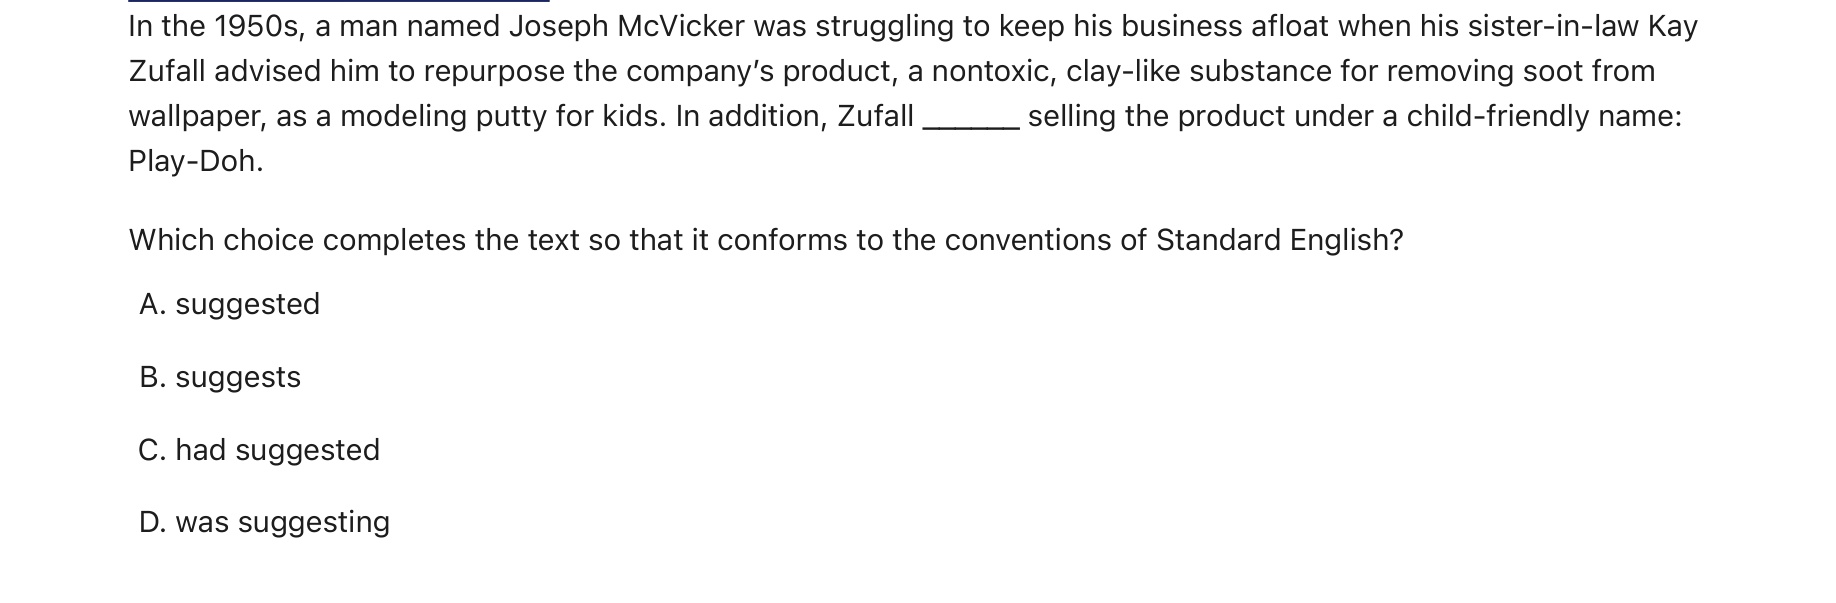 In the 1950s, a man named Joseph McVicker was struggling to keep his business afloat when his sister-in-law Kay
Zufall advised him to repurpose the company’s product, a nontoxic, clay-like substance for removing soot from
wallpaper, as a modeling putty for kids. In addition, Zufall ______ selling the product under a child-friendly name:
Play-Doh.
Which choice completes the text so that it conforms to the conventions of Standard English?
A. suggested
B. suggests
C. had suggested
D. was suggesting